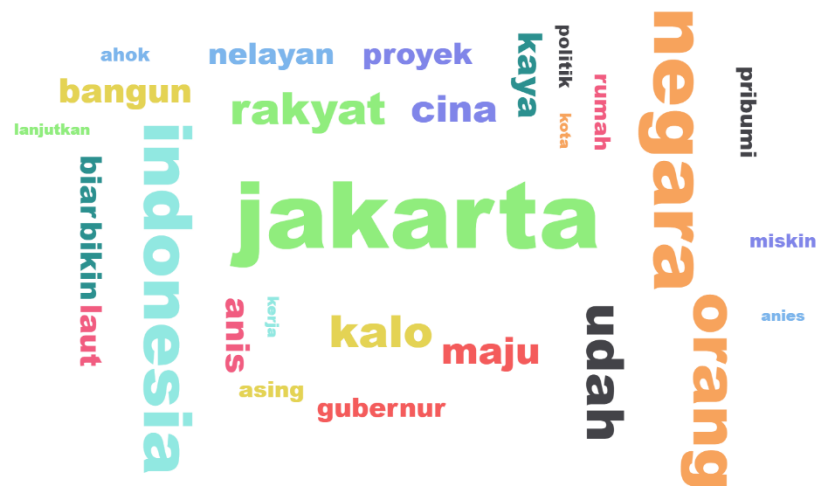 ahok
nelayan
proyek
kaya
politik
negara
bangun
rakyat
cina
kota
rumah
pribumi
lanjutkan
indonesia
biar
bikin
laut
jakarta
miskin
orang
anies
anis
kerja
kalo
maju
udah
asing
gubernur